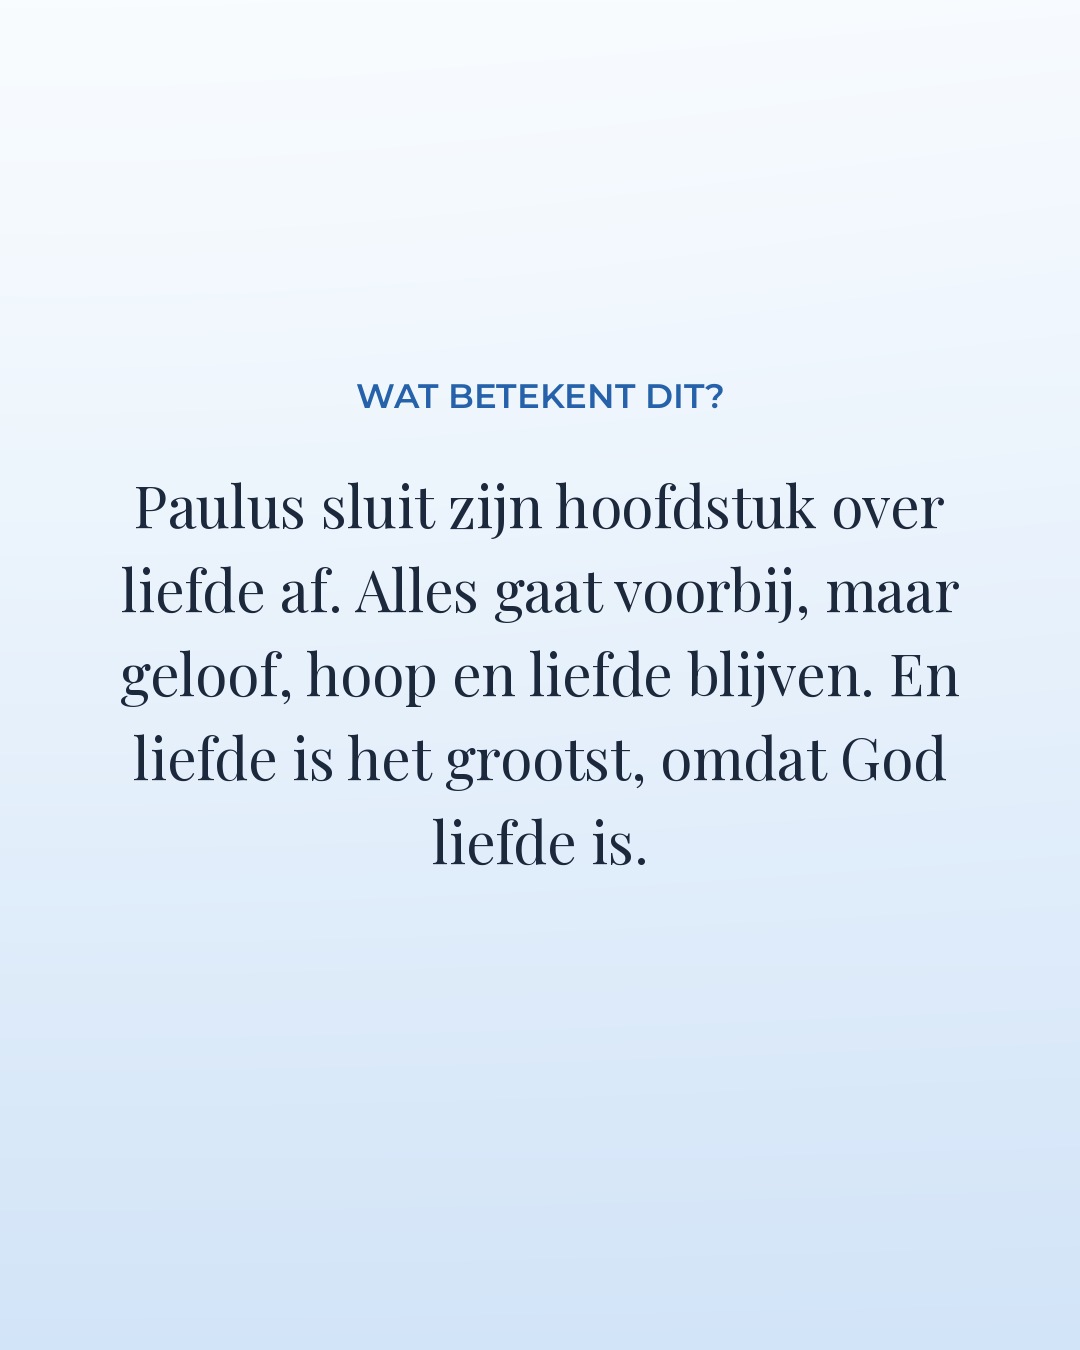 WAT BETEKENT DIT?
Paulus sluit zijn hoofdstuk over
liefde af. Alles gaat voorbij, maar
geloof, hoop en liefde blijven. En
liefde is het grootst, omdat God
liefde is.